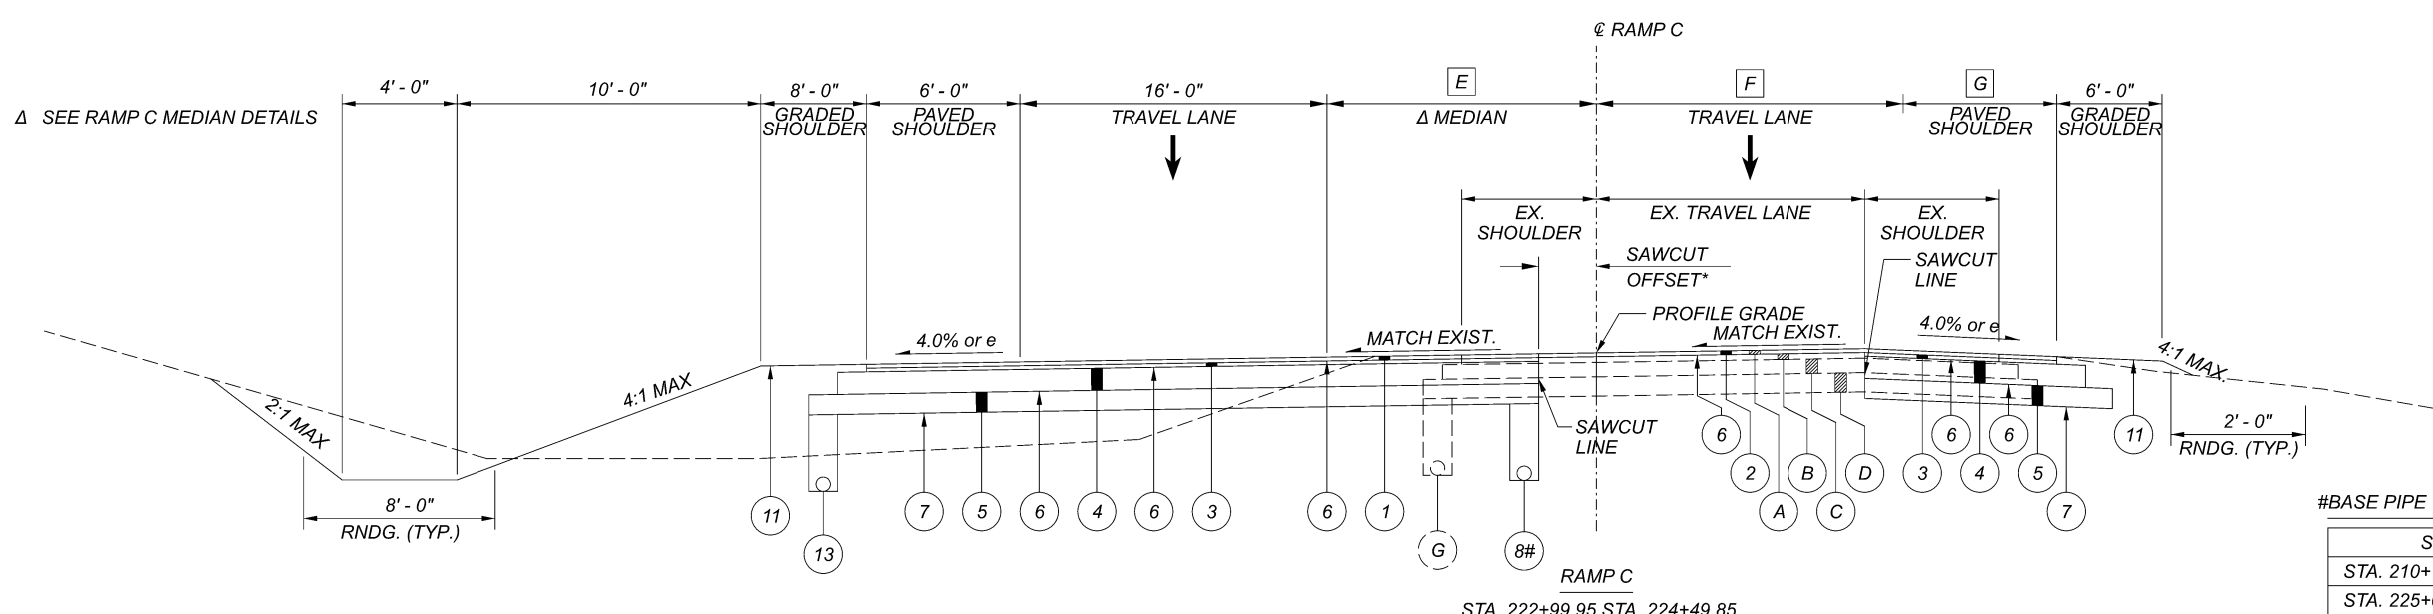 ℄ RAMP C
4' - 0"
10' - 0"
8' - 0"
GRADED
SHOULDER
6' - 0"
PAVED
SHOULDER
16' - 0"
TRAVEL LANE
E
Δ MEDIAN
F
TRAVEL LANE
G
PAVED
SHOULDER
6' - 0"
GRADED
SHOULDER
Δ SEE RAMP C MEDIAN DETAILS
EX.
SHOULDER
EX. TRAVEL LANE
EX.
SHOULDER
SAWCUT
OFFSET*
SAWCUT
LINE
PROFILE GRADE
4.0% or e
MATCH EXIST.
MATCH EXIST.
4.0% or e
4:1 MAX.
2:1 MAX
4:1 MAX
SAWCUT
LINE
2' - 0"
RNDG. (TYP.)
8' - 0"
RNDG. (TYP.)
11
13
7
5
6
4
6
3
6
1
G
8#
6
2
A
B
C
D
3
6
4
6
5
7
11
#BASE PIPE
S
STA. 210+
STA. 225+
RAMP C
STA. 222+99.95 STA. 224+49.85